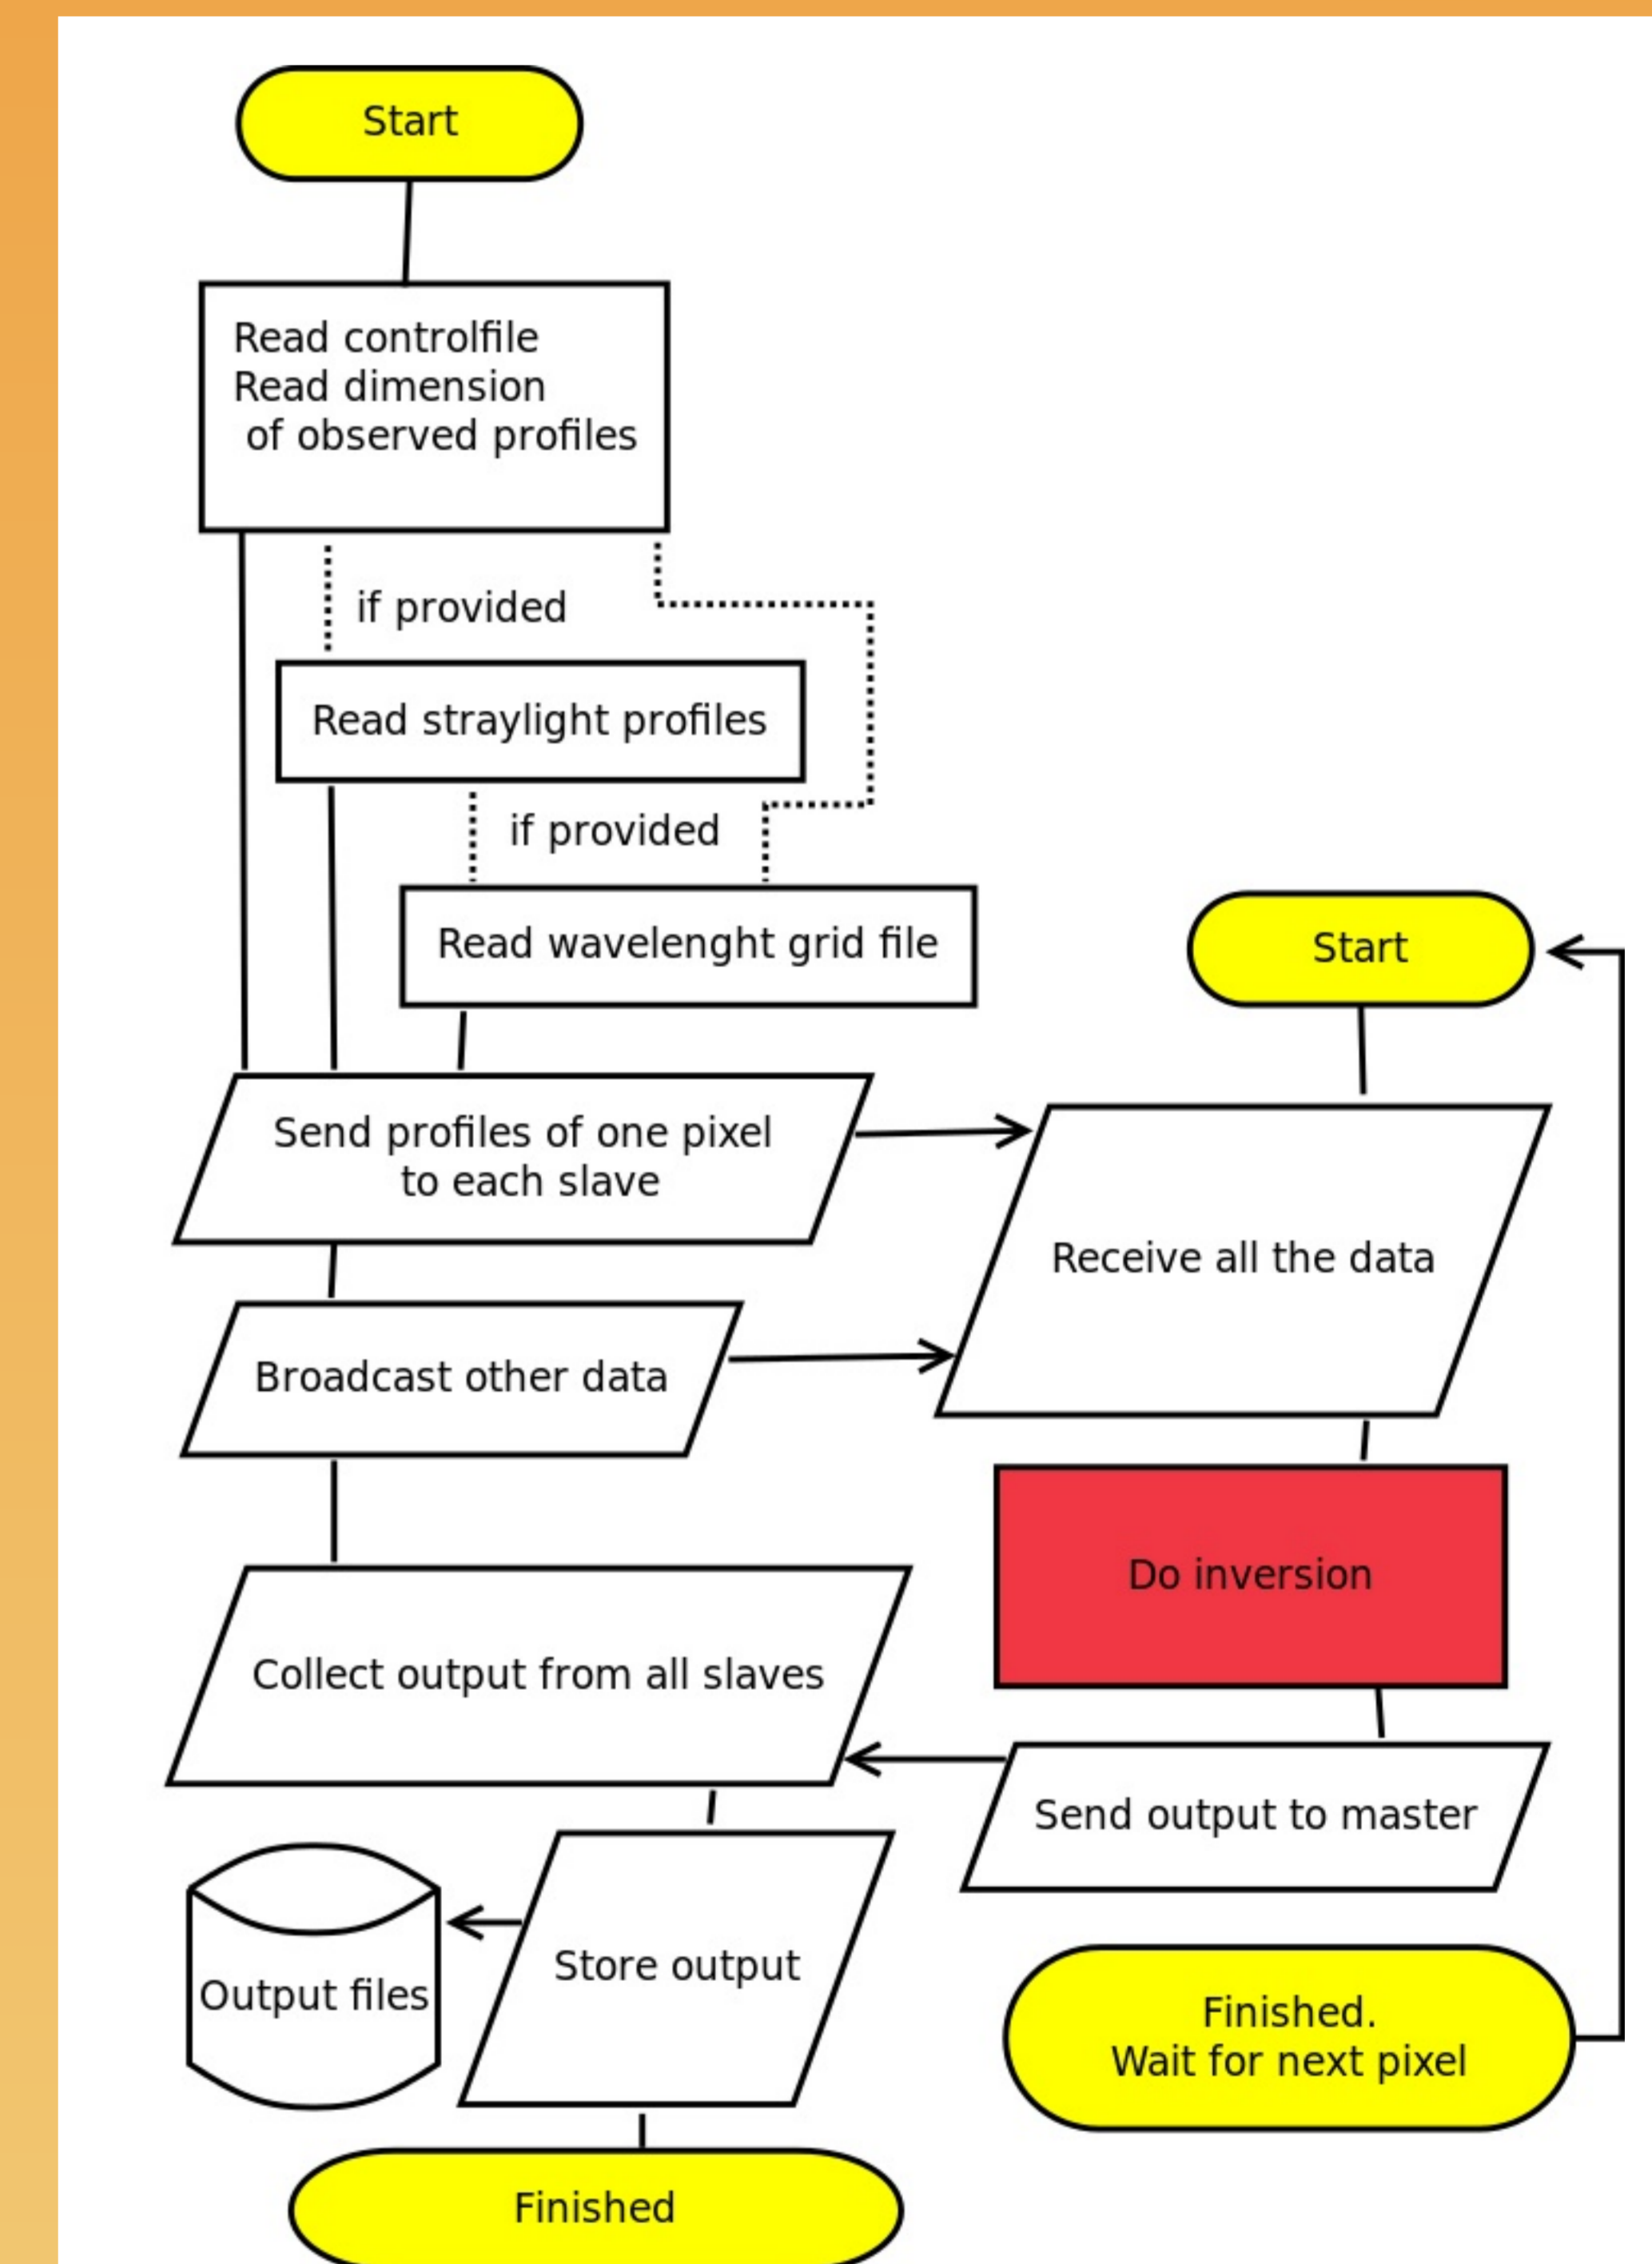 Start
Read controlfile
Read dimension
of observed profiles
if provided
Read straylight profiles
if provided
Read wavelenght grid file
Send profiles of one pixel
to each slave
Broadcast other data
Collect output from all slaves
Store output
Output files
Finished
Start
Receive all the data
Do inversion
Send output to master
Finished.
Wait for next pixel